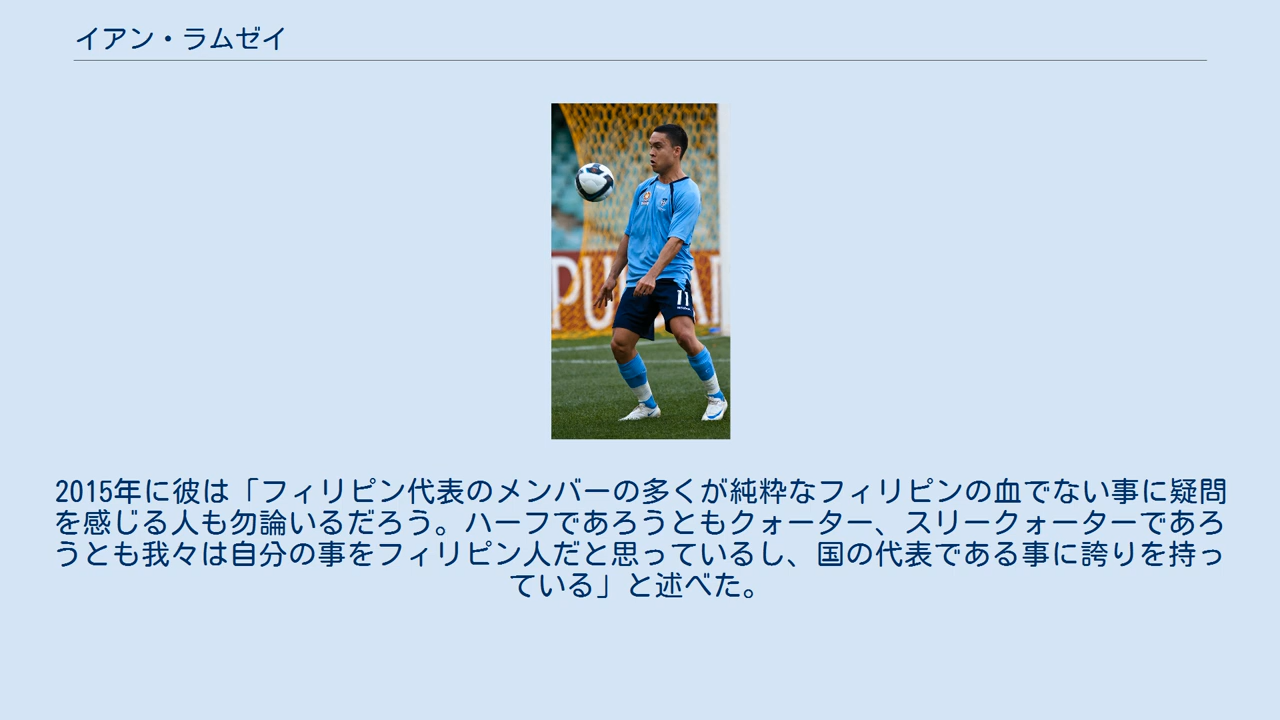 イアン・ラムゼイ
11
2015年に彼は「フィリピン代表のメンバーの多くが純粋なフィリピンの血でない事に疑問
を感じる人も勿論いるだろう。ハーフであろうともクォーター、スリークォーターであろ
うとも我々は自分の事をフィリピン人だと思っているし、国の代表である事に誇りを持っ
ている」と述べた。